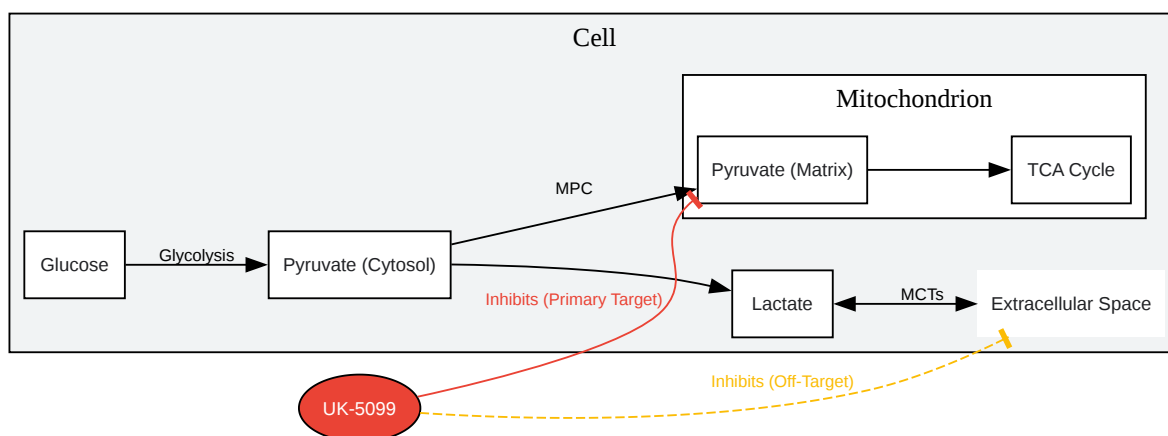 Cell
Mitochondrion
Pyruvate (Matrix)
TCA Cycle
MPC
Glucose
Glycolysis
Pyruvate (Cytosol)
Inhibits (Primary Target)
Lactate
MCTs
Extracellular Space
Inhibits (Off-Target)
UK-5099